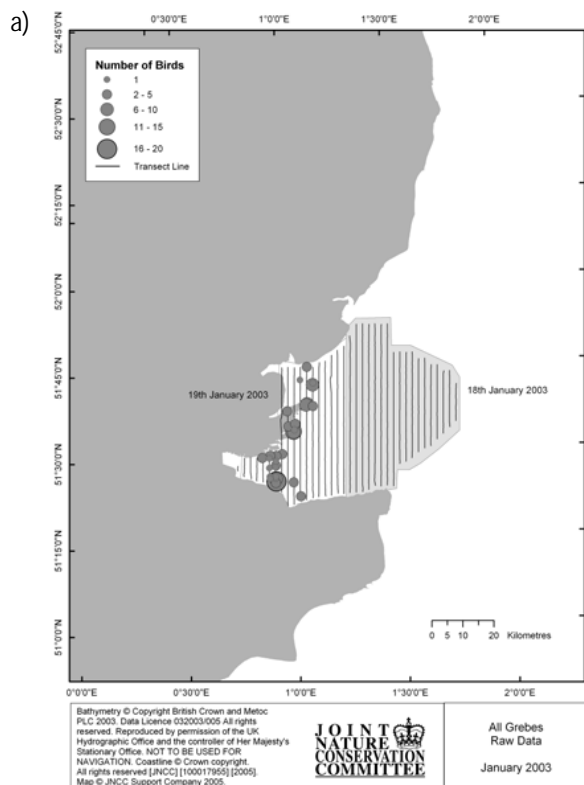 a)
0°30'0"E 1°0'0"E 1°30'0"E 2°0'0"E
52°45'0"N
52°30'0"N
52°15'0"N
52°0'0"N
51°45'0"N
51°30'0"N
51°15'0"N
51°0'0"N
Number of Birds
1
2 - 5
6 - 10
11 - 15
16 - 20
Transect Line
19th January 2003
18th January 2003
0 5 10 20 Kilometres
0°0'0"E 0°30'0"E 1°0'0"E 1°30'0"E 2°0'0"E
Bathymetry © Copyright British Crown and Metoc
PLC 2003. Data Licence 032003/005 All rights
reserved. Reproduced by permission of the UK
Hydrographic Office and the controller of Her Majesty's
Stationary Office. NOT TO BE USED FOR
NAVIGATION. Coastline © Crown copyright.
All rights reserved [JNCC] [100017955] [2005].
Map © JNCC Support Company 2005.
JOINT
NATURE
CONSERVATION
COMMITTEE
All Grebes
Raw Data
January 2003